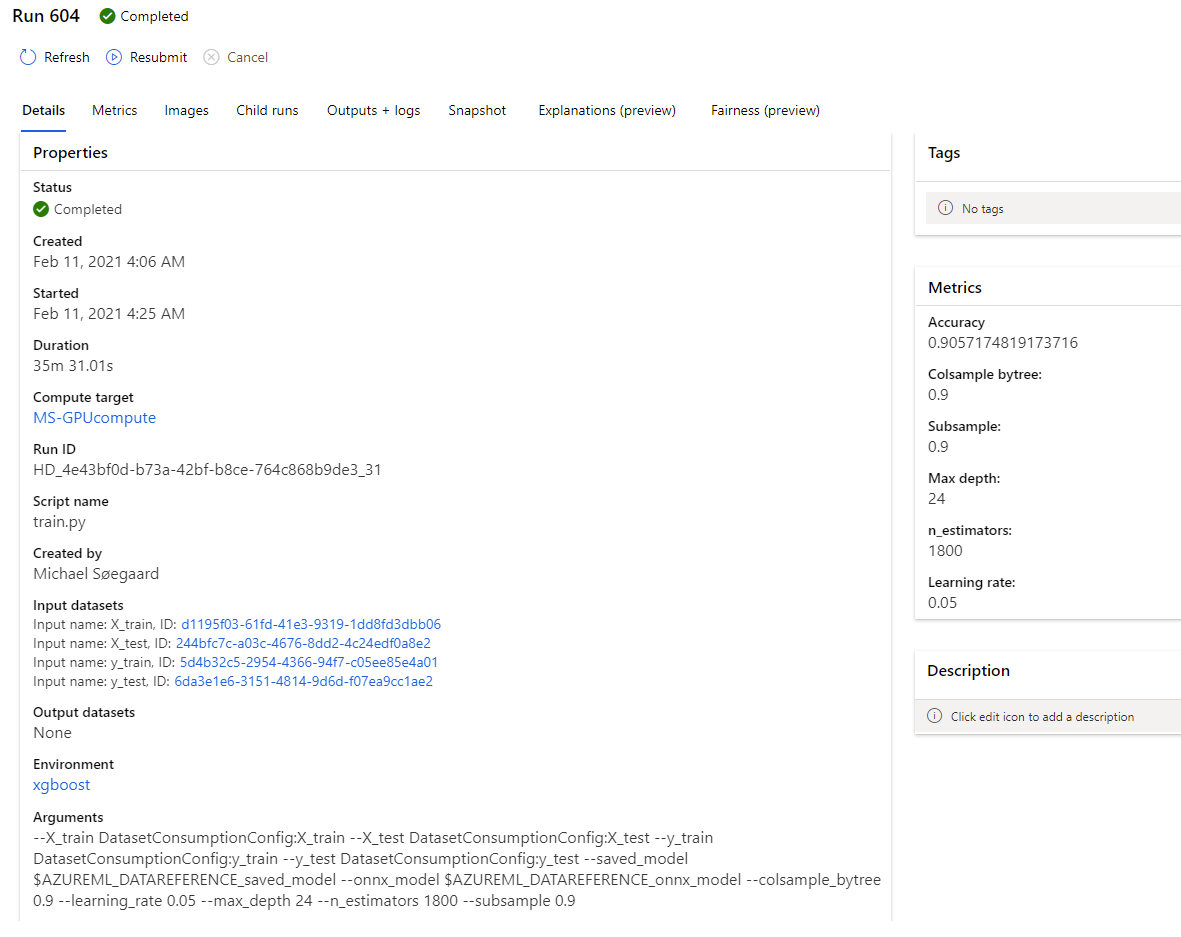 Run 604 Completed
Refresh Resubmit Cancel
Details Metrics Images Child runs Outputs + logs Snapshot Explanations (preview) Fairness (preview)
Properties
Status
Completed
Created
Feb 11, 2021 4:06 AM
Started
Feb 11, 2021 4:25 AM
Duration
35m 31.01s
Compute target
MS-GPUcompute
Run ID
HD_4e43bf0d-b73a-42bf-b8ce-764c868b9de3_31
Script name
train.py
Created by
Michael Søegaard
Input datasets
Input name: X_train, ID: d1195f03-61fd-41e3-9319-1dd8fd3dbb06
Input name: X_test, ID: 244bfc7c-a03c-4676-8dd2-4c24edf0a8e2
Input name: y_train, ID: 5d4b32c5-2954-4366-94f7-c05ee85e4a01
Input name: y_test, ID: 6da3e1e6-3151-4814-9d6d-f07ea9cc1ae2
Output datasets
None
Environment
xgboost
Arguments
--X_train DatasetConsumptionConfig:X_train --X_test DatasetConsumptionConfig:X_test --y_train
DatasetConsumptionConfig:y_train --y_test DatasetConsumptionConfig:y_test --saved_model
$AZUREML_DATAREFERENCE_saved_model --onnx_model $AZUREML_DATAREFERENCE_onnx_model --colsample_bytree
0.9 --learning_rate 0.05 --max_depth 24 --n_estimators 1800 --subsample 0.9
Tags
No tags
Metrics
Accuracy
0.9057174819173716
Colsample bytree:
0.9
Subsample:
0.9
Max depth:
24
n_estimators:
1800
Learning rate:
0.05
Description
Click edit icon to add a description